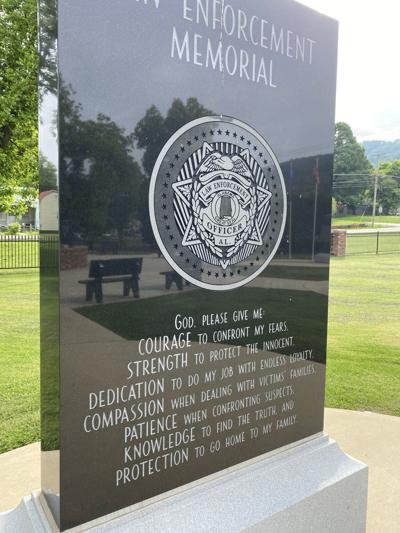 LAW ENFORCEMENT
MEMORIAL
LAW ENFORCEMENT
OFFICER
AL.
GOD, PLEASE GIVE ME:
COURAGE TO CONFRONT MY FEARS,
STRENGTH TO PROTECT THE INNOCENT,
DEDICATION TO DO MY JOB WITH ENDLESS LOYALTY,
COMPASSION WHEN DEALING WITH VICTIMS' FAMILIES,
PATIENCE WHEN CONFRONTING SUSPECTS,
KNOWLEDGE TO FIND THE TRUTH, AND
PROTECTION TO GO HOME TO MY FAMILY.